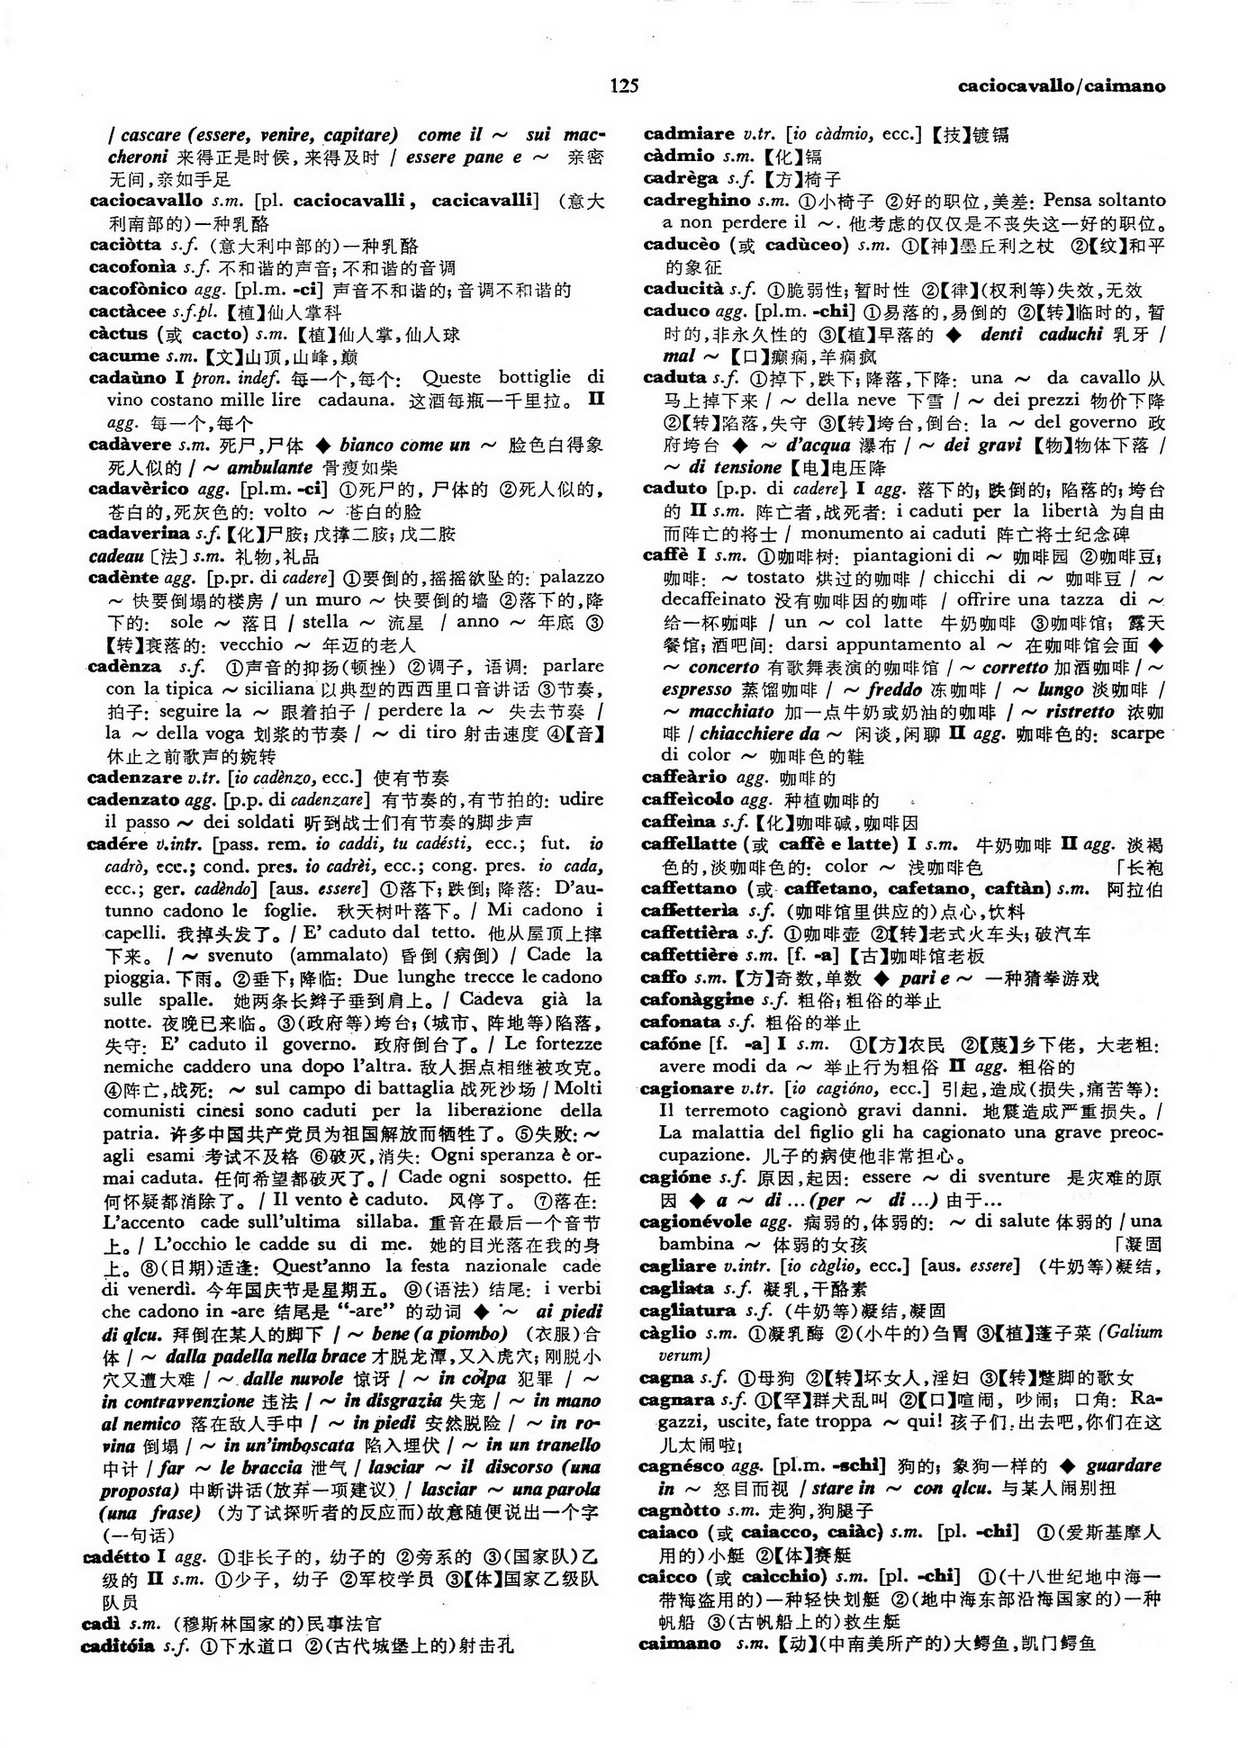 125
caciocavallo/caimano
/ cascare (essere, venire, capitare) come il ～ sui mac-
cheroni 来得正是时候,来得及时 / essere pane e ～ 亲密
无间,亲如手足
caciocavallo s.m. [pl. caciocavalli, cacicavalli] (意大
利南部的)一种乳酪
caciòtta s.f. (意大利中部的)一种乳酪
cacofonìa s.f. 不和谐的声音;不和谐的音调
cacofònico agg. [pl.m. -ci] 声音不和谐的;音调不和谐的
cactàcee s.f.pl.【植】仙人掌科
càctus (或 cacto) s.m.【植】仙人掌,仙人球
cacume s.m.【文】山顶,山峰,巅
cadaùno I pron. indef. 每一个,每个: Queste bottiglie di
vino costano mille lire cadauna. 这酒每瓶一千里拉。 II
agg. 每一个,每个
cadàvere s.m. 死尸,尸体 ◆ bianco come un ～ 脸色白得象
死人似的 / ～ ambulante 骨瘦如柴
cadavèrico agg. [pl.m. -ci] ①死尸的, 尸体的 ②死人似的,
苍白的,死灰色的: volto ～ 苍白的脸
cadaverina s.f.【化】尸胺;戊撑二胺;戊二胺
cadeau〔法〕s.m. 礼物,礼品
cadènte agg. [p.pr. di cadere] ①要倒的,摇摇欲坠的: palazzo
～ 快要倒塌的楼房 / un muro ～ 快要倒的墙 ②落下的,降
下的: sole ～ 落日 / stella ～ 流星 / anno ～ 年底 ③
【转】衰落的: vecchio ～ 年迈的老人
cadènza s.f. ①声音的抑扬(顿挫) ②调子, 语调: parlare
con la tipica ～ siciliana 以典型的西西里口音讲话 ③节奏,
拍子: seguire la ～ 跟着拍子 / perdere la ～ 失去节奏 /
la ～ della voga 划浆的节奏 / ～ di tiro 射击速度 ④【音】
休止之前歌声的婉转
cadenzare v.tr. [io cadènzo, ecc.] 使有节奏
cadenzato agg. [p.p. di cadenzare] 有节奏的,有节拍的: udire
il passo ～ dei soldati 听到战士们有节奏的脚步声
cadére v.intr. [pass. rem. io caddi, tu cadésti, ecc.; fut. io
cadrò, ecc.; cond. pres. io cadrèi, ecc.; cong. pres. io cada,
ecc.; ger. cadèndo] [aus. essere] ①落下;跌倒;降落: D'au-
tunno cadono le foglie. 秋天树叶落下。/ Mi cadono i
capelli. 我掉头发了。/ E' caduto dal tetto. 他从屋顶上摔
下来。 / ～ svenuto (ammalato) 昏倒(病倒) / Cade la
pioggia. 下雨。②垂下;降临: Due lunghe trecce le cadono
sulle spalle. 她两条长辫子垂到肩上。/ Cadeva già la
notte. 夜晚已来临。③(政府等)垮台;(城市、阵地等)陷落,
失守: E' caduto il governo. 政府倒台了。/ Le fortezze
nemiche caddero una dopo l'altra. 敌人据点相继被攻克。
④阵亡,战死: ～ sul campo di battaglia 战死沙场 / Molti
comunisti cinesi sono caduti per la liberazione della
patria. 许多中国共产党员为祖国解放而牺牲了。⑤失败: ～
agli esami 考试不及格 ⑥破灭,消失: Ogni speranza è or-
mai caduta. 任何希望都破灭了。/ Cade ogni sospetto. 任
何怀疑都消除了。/ Il vento è caduto. 风停了。 ⑦落在:
L'accento cade sull'ultima sillaba. 重音在最后一个音节
上。/ L'occhio le cadde su di me. 她的目光落在我的身
上。⑧(日期)适逢: Quest'anno la festa nazionale cade
di venerdì. 今年国庆节是星期五。 ⑨(语法) 结尾: i verbi
che cadono in -are 结尾是 “-are” 的动词 ◆ ～ ai piedi
di qlcu. 拜倒在某人的脚下 / ～ bene (a piombo) (衣服)合
体 / ～ dalla padella nella brace 才脱龙潭,又入虎穴;刚脱小
穴又遭大难 / ～ dalle nuvole 惊讶 / ～ in colpa 犯罪 / ～
in contravvenzione 违法 / ～ in disgrazia 失宠 / ～ in mano
al nemico 落在敌人手中 / ～ in piedi 安然脱险 / ～ in ro-
vina 倒塌 / ～ in un'imboscata 陷入埋伏 / ～ in un tranello
中计 / far ～ le braccia 泄气 / lasciar ～ il discorso (una
proposta) 中断讲话(放弃一项建议) / lasciar ～ una parola
(una frase) (为了试探听者的反应而)故意随便说出一个字
(一句话)
cadétto I agg. ①非长子的, 幼子的 ②旁系的 ③(国家队)乙
级的 II s.m. ①少子, 幼子 ②军校学员 ③【体】国家乙级队
队员
cadì s.m. (穆斯林国家的)民事法官
caditóia s.f. ①下水道口 ②(古代城堡上的)射击孔
cadmiare v.tr. [io càdmio, ecc.]【技】镀镉
càdmio s.m.【化】镉
cadrèga s.f.【方】椅子
cadreghino s.m. ①小椅子 ②好的职位,美差: Pensa soltanto
a non perdere il ～. 他考虑的仅仅是不丧失这一好的职位。
caducèo (或 cadùceo) s.m. ①【神】墨丘利之杖 ②【纹】和平
的象征
caducità s.f. ①脆弱性;暂时性 ②【律】(权利等)失效,无效
caduco agg. [pl.m. -chi] ①易落的,易倒的 ②【转】临时的, 暂
时的,非永久性的 ③【植】早落的 ◆ denti caduchi 乳牙 /
mal ～【口】癫痫,羊痫疯
caduta s.f. ①掉下,跌下;降落,下降: una ～ da cavallo 从
马上掉下来 / ～ della neve 下雪 / ～ dei prezzi 物价下降
②【转】陷落,失守 ③【转】垮台,倒台: la ～ del governo 政
府垮台 ◆ ～ d'acqua 瀑布 / ～ dei gravi【物】物体下落 /
～ di tensione【电】电压降
caduto [p.p. di cadere] I agg. 落下的; 跌倒的; 陷落的;垮台
的 II s.m. 阵亡者,战死者: i caduti per la libertà 为自由
而阵亡的将士 / monumento ai caduti 阵亡将士纪念碑
caffè I s.m. ①咖啡树: piantagioni di ～ 咖啡园 ②咖啡豆;
咖啡: ～ tostato 烘过的咖啡 / chicchi di ～ 咖啡豆 / ～
decaffeinato 没有咖啡因的咖啡 / offrire una tazza di ～
给一杯咖啡 / un ～ col latte 牛奶咖啡 ③咖啡馆; 露天
餐馆;酒吧间: darsi appuntamento al ～ 在咖啡馆会面 ◆
～ concerto 有歌舞表演的咖啡馆 / ～ corretto 加酒咖啡 / ～
espresso 蒸馏咖啡 / ～ freddo 冻咖啡 / ～ lungo 淡咖啡 /
～ macchiato 加一点牛奶或奶油的咖啡 / ～ ristretto 浓咖
啡 / chiacchiere da ～ 闲谈,闲聊 II agg. 咖啡色的: scarpe
di color ～ 咖啡色的鞋
caffeàrio agg. 咖啡的
caffeìcolo agg. 种植咖啡的
caffeìna s.f.【化】咖啡碱,咖啡因
caffellatte (或 caffè e latte) I s.m. 牛奶咖啡 II agg. 淡褐
色的,淡咖啡色的: color ～ 浅咖啡色 「长袍
caffettano (或 caffetano, cafetano, caftàn) s.m. 阿拉伯
caffetterìa s.f. (咖啡馆里供应的)点心,饮料
caffettièra s.f. ①咖啡壶 ②【转】老式火车头;破汽车
caffettière s.m. [f. -a]【古】咖啡馆老板
caffo s.m.【方】奇数,单数 ◆ pari e ～ 一种猜拳游戏
cafonàggine s.f. 粗俗;粗俗的举止
cafonata s.f. 粗俗的举止
cafóne [f. -a] I s.m. ①【方】农民 ②【蔑】乡下佬, 大老粗:
avere modi da ～ 举止行为粗俗 II agg. 粗俗的
cagionare v.tr. [io cagióno, ecc.] 引起,造成(损失,痛苦等):
Il terremoto cagionò gravi danni. 地震造成严重损失。/
La malattia del figlio gli ha cagionato una grave preoc-
cupazione. 儿子的病使他非常担心。
cagióne s.f. 原因,起因: essere ～ di sventure 是灾难的原
因 ◆ a ～ di … (per ～ di …) 由于…
cagionévole agg. 病弱的,体弱的: ～ di salute 体弱的 / una
bambina ～ 体弱的女孩 「凝固
cagliare v.intr. [io càglio, ecc.] [aus. essere] (牛奶等)凝结,
cagliata s.f. 凝乳,干酪素
cagliatura s.f. (牛奶等)凝结,凝固
càglio s.m. ①凝乳酶 ②(小牛的)刍胃 ③【植】蓬子菜 (Galium
verum)
cagna s.f. ①母狗 ②【转】坏女人,淫妇 ③【转】蹩脚的歌女
cagnara s.f. ①【罕】群犬乱叫 ②【口】喧闹, 吵闹; 口角: Ra-
gazzi, uscite, fate troppa ～ qui! 孩子们,出去吧,你们在这
儿太闹啦!
cagnésco agg. [pl.m. -schi] 狗的; 象狗一样的 ◆ guardare
in ～ 怒目而视 / stare in ～ con qlcu. 与某人闹别扭
cagnòtto s.m. 走狗,狗腿子
caiaco (或 caiacco, caiàc) s.m. [pl. -chi] ①(爱斯基摩人
用的)小艇 ②【体】赛艇
caicco (或 caicchio) s.m. [pl. -chi] ①(十八世纪地中海一
带海盗用的)一种轻快划艇 ②(地中海东部沿海国家的)一种
帆船 ③(古帆船上的)救生艇
caimano s.m.【动】(中南美所产的)大鳄鱼,凯门鳄鱼